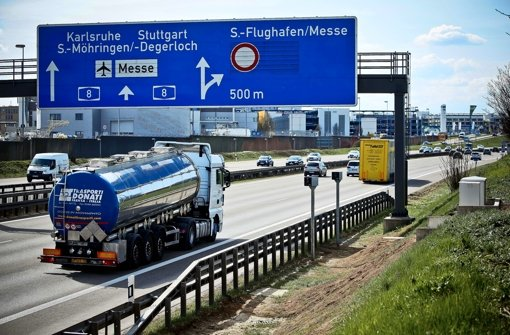 Karlsruhe Stuttgart
S.-Möhringen/-Degerloch
Messe
8
8
S.-Flughafen/Messe
500 m
TRASPORTI
DONATI